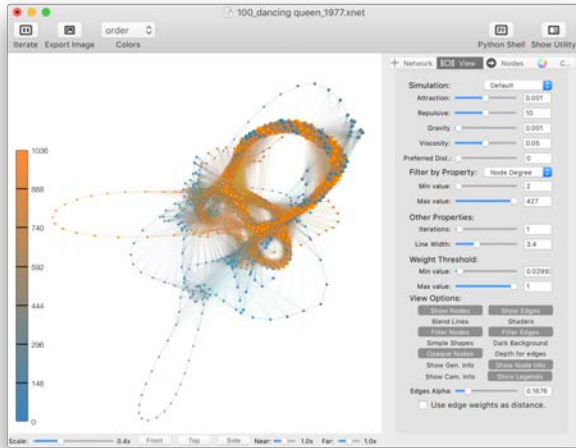 100_dancing queen_1977.xnet
order
Iterate Export Image Colors Python Shell Show Utility
Network View Nodes C...
Simulation: Default
Attraction: 0.001
Repulsive: 10
Gravity 0.001
Viscosity: 0.05
Preferred Dist.: 0
Filter by Property: Node Degree
Min value: 2
Max value: 427
Other Properties:
Iterations: 1
Line Width: 3.4
Weight Threshold:
Min value: 0.0299
Max value: 1
View Options:
Show Nodes Show Edges
Blend Lines Shaders
Filter Nodes Filter Edges
Simple Shapes Dark Background
Opaque Nodes Depth for edges
Show Gen. Info Show Node Info
Show Cam. Info Show Legends
Edges Alpha: 0.1676
Use edge weights as distance.
1036
888
740
592
444
296
148
0
Scale: 0.4x Front Top Side Near: 1.0x Far: 1.0x